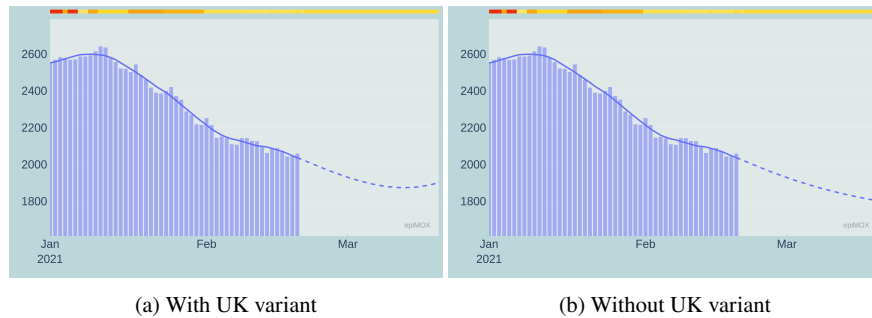 2600
2400
2200
2000
1800
Jan
2021
Feb
Mar
epiMOX
2600
2400
2200
2000
1800
Jan
2021
Feb
Mar
epiMOX
(a) With UK variant
(b) Without UK variant